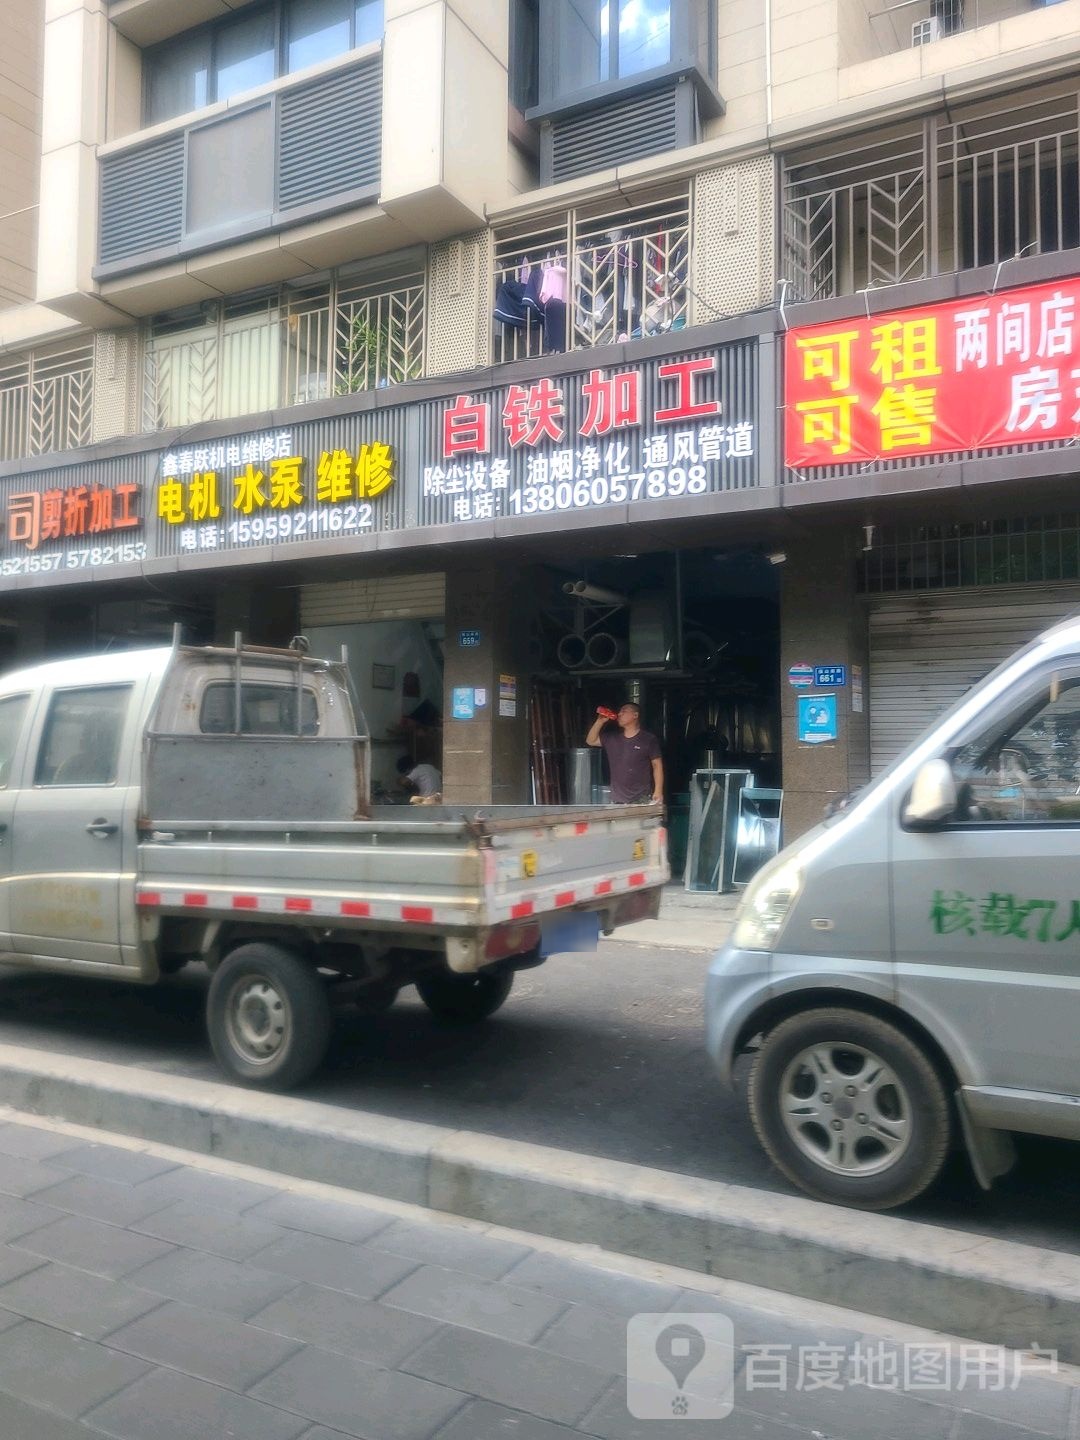 司剪折加工
521557 5782153
鑫春跃机电维修店
电机 水泵 维修
电话:15959211622
白铁加工
除尘设备 油烟净化 通风管道
电话:13806057898
可租
可售
两间店
房
659
661
核载7人
百度地图用户